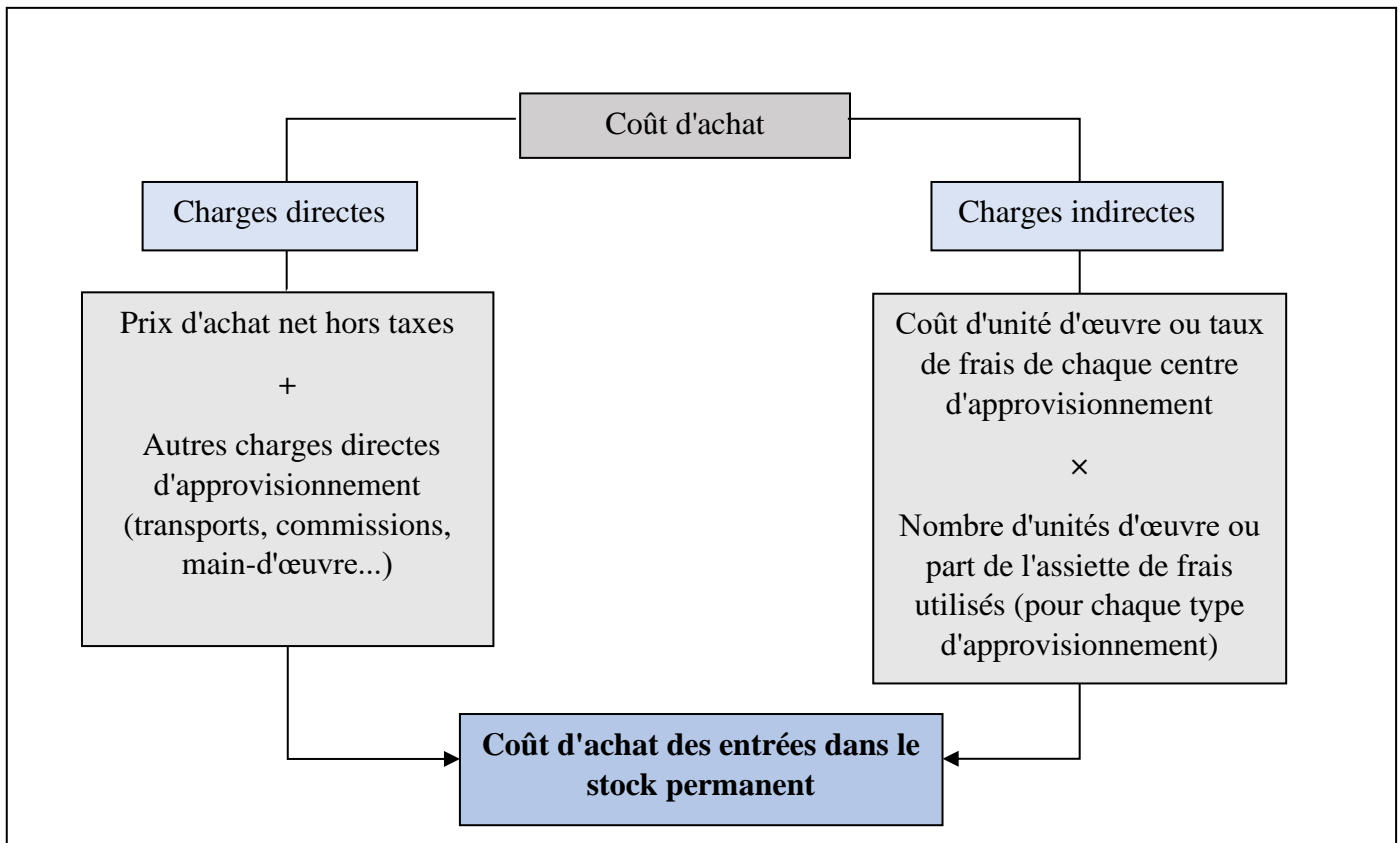 Coût d'achat
Charges directes
Charges indirectes
Prix d'achat net hors taxes
+
Autres charges directes
d'approvisionnement
(transports, commissions,
main-d'œuvre...)
Coût d'unité d'œuvre ou taux
de frais de chaque centre
d'approvisionnement
×
Nombre d'unités d'œuvre ou
part de l'assiette de frais
utilisés (pour chaque type
d'approvisionnement)
Coût d'achat des entrées dans le
stock permanent